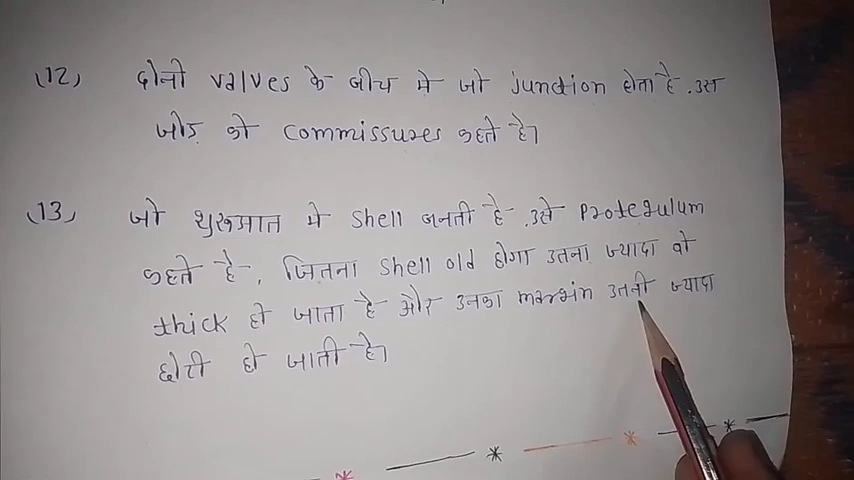 (12) दोनो valves के बीच मे जो junction होता है. उस
जोड़ को commissures कहते है।
(13) जो शुरूआत मे shell बनती है. उसे Protegulum
कहते है, जितना shell old होगा उतना ज्यादा वो
thick हो जाता है और उनका margin उतनी ज्यादा
छोटी हो जाती है।